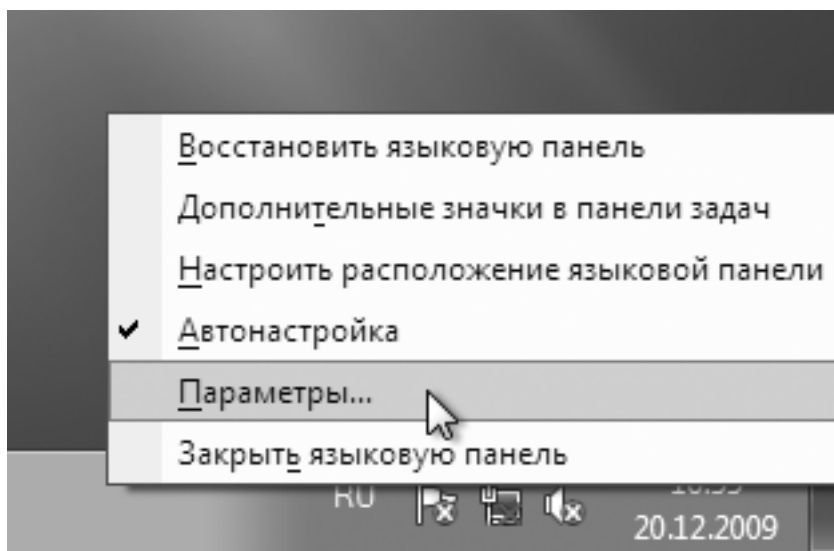 Восстановить языковую панель
Дополнительные значки в панели задач
Настроить расположение языковой панели
Автонастройка
Параметры...
Закрыть языковую панель
RU
20.12.2009